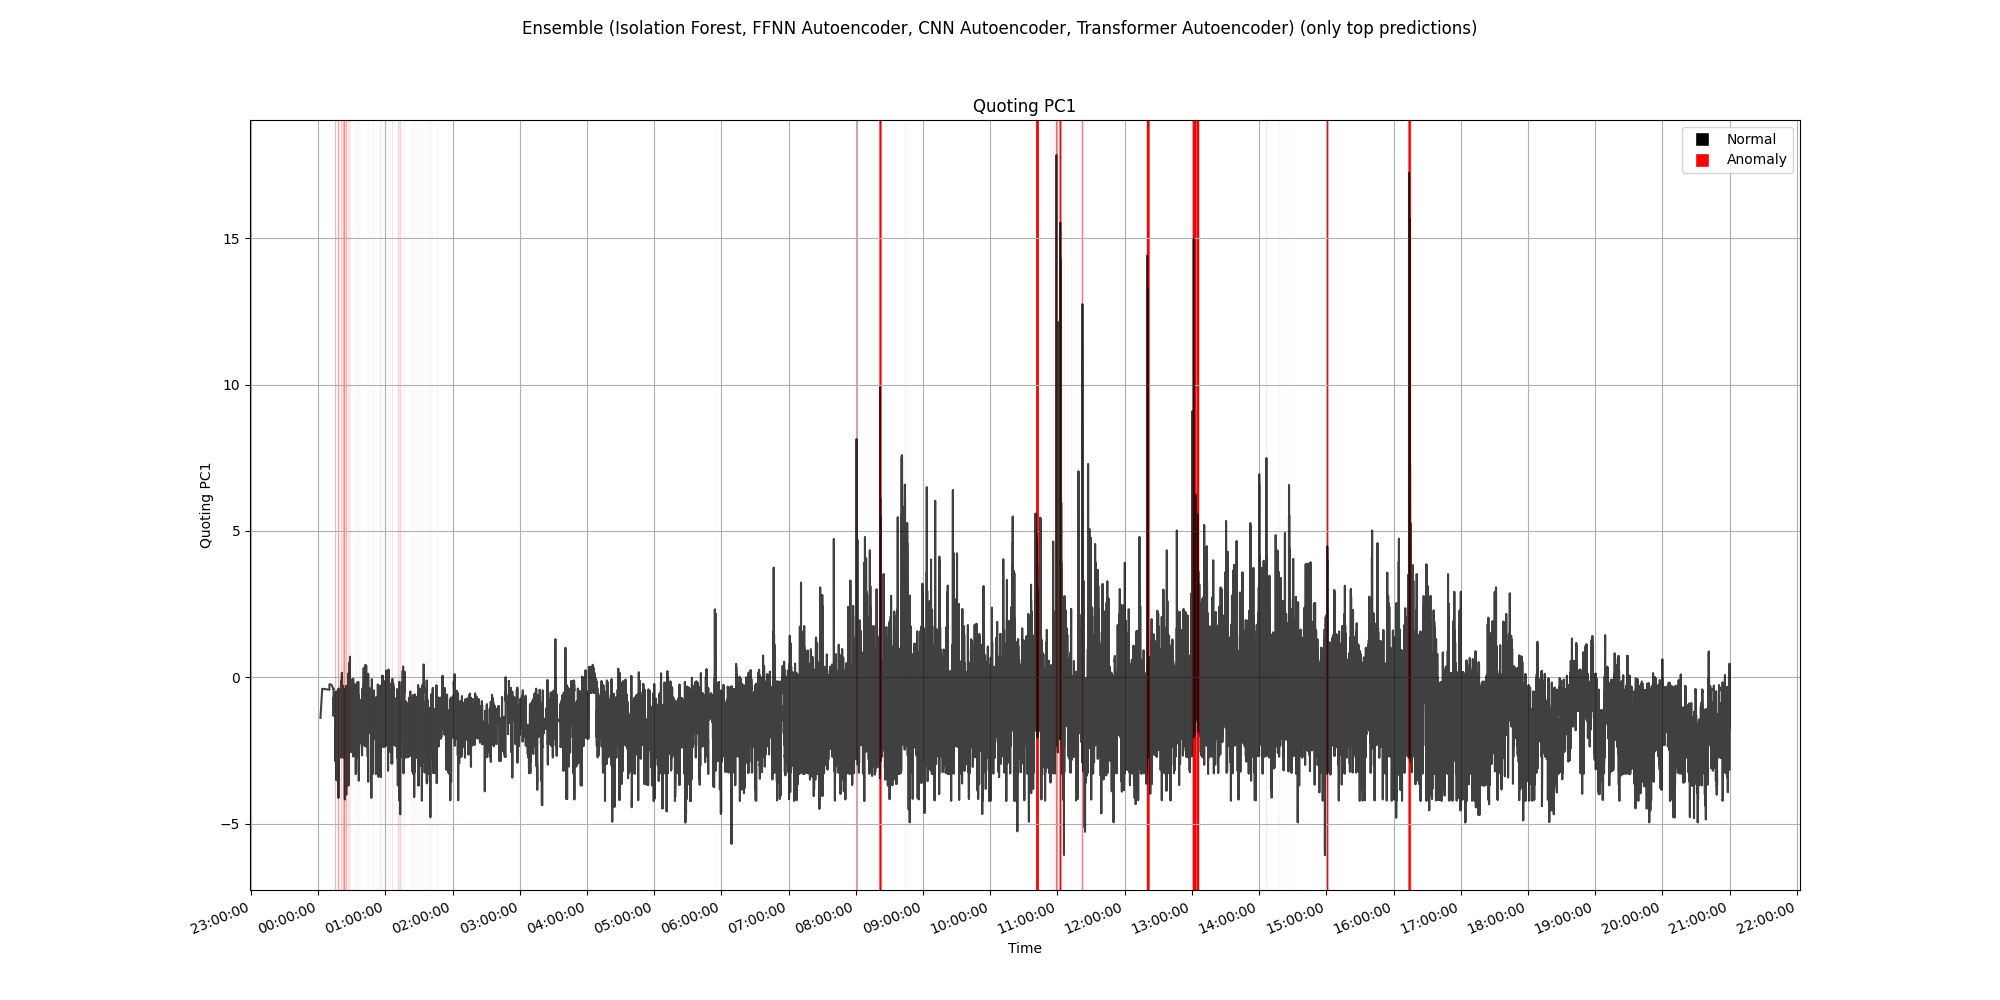 Ensemble (Isolation Forest, FFNN Autoencoder, CNN Autoencoder, Transformer Autoencoder) (only top predictions)
Quoting PC1
Normal
Anomaly
15
10
5
0
−5
Quoting PC1
23:00:00 00:00:00 01:00:00 02:00:00 03:00:00 04:00:00 05:00:00 06:00:00 07:00:00 08:00:00 09:00:00 10:00:00 11:00:00 12:00:00 13:00:00 14:00:00 15:00:00 16:00:00 17:00:00 18:00:00 19:00:00 20:00:00 21:00:00 22:00:00
Time